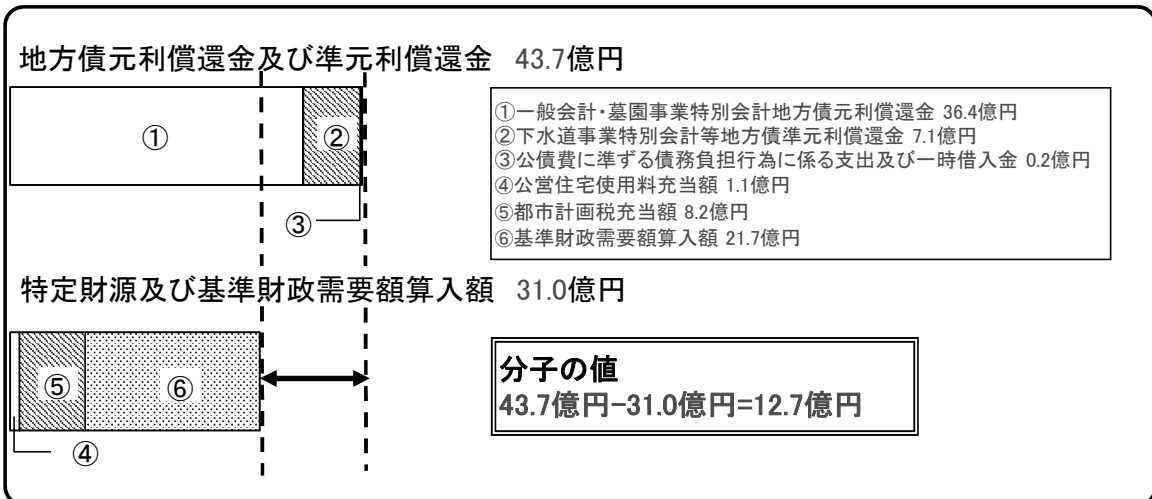 地方債元利償還金及び準元利償還金 43.7億円
① ②
③
①一般会計・墓園事業特別会計地方債元利償還金 36.4億円
②下水道事業特別会計等地方債準元利償還金 7.1億円
③公債費に準ずる債務負担行為に係る支出及び一時借入金 0.2億円
④公営住宅使用料充当額 1.1億円
⑤都市計画税充当額 8.2億円
⑥基準財政需要額算入額 21.7億円
特定財源及び基準財政需要額算入額 31.0億円
⑤ ⑥
④
分子の値
43.7億円-31.0億円=12.7億円